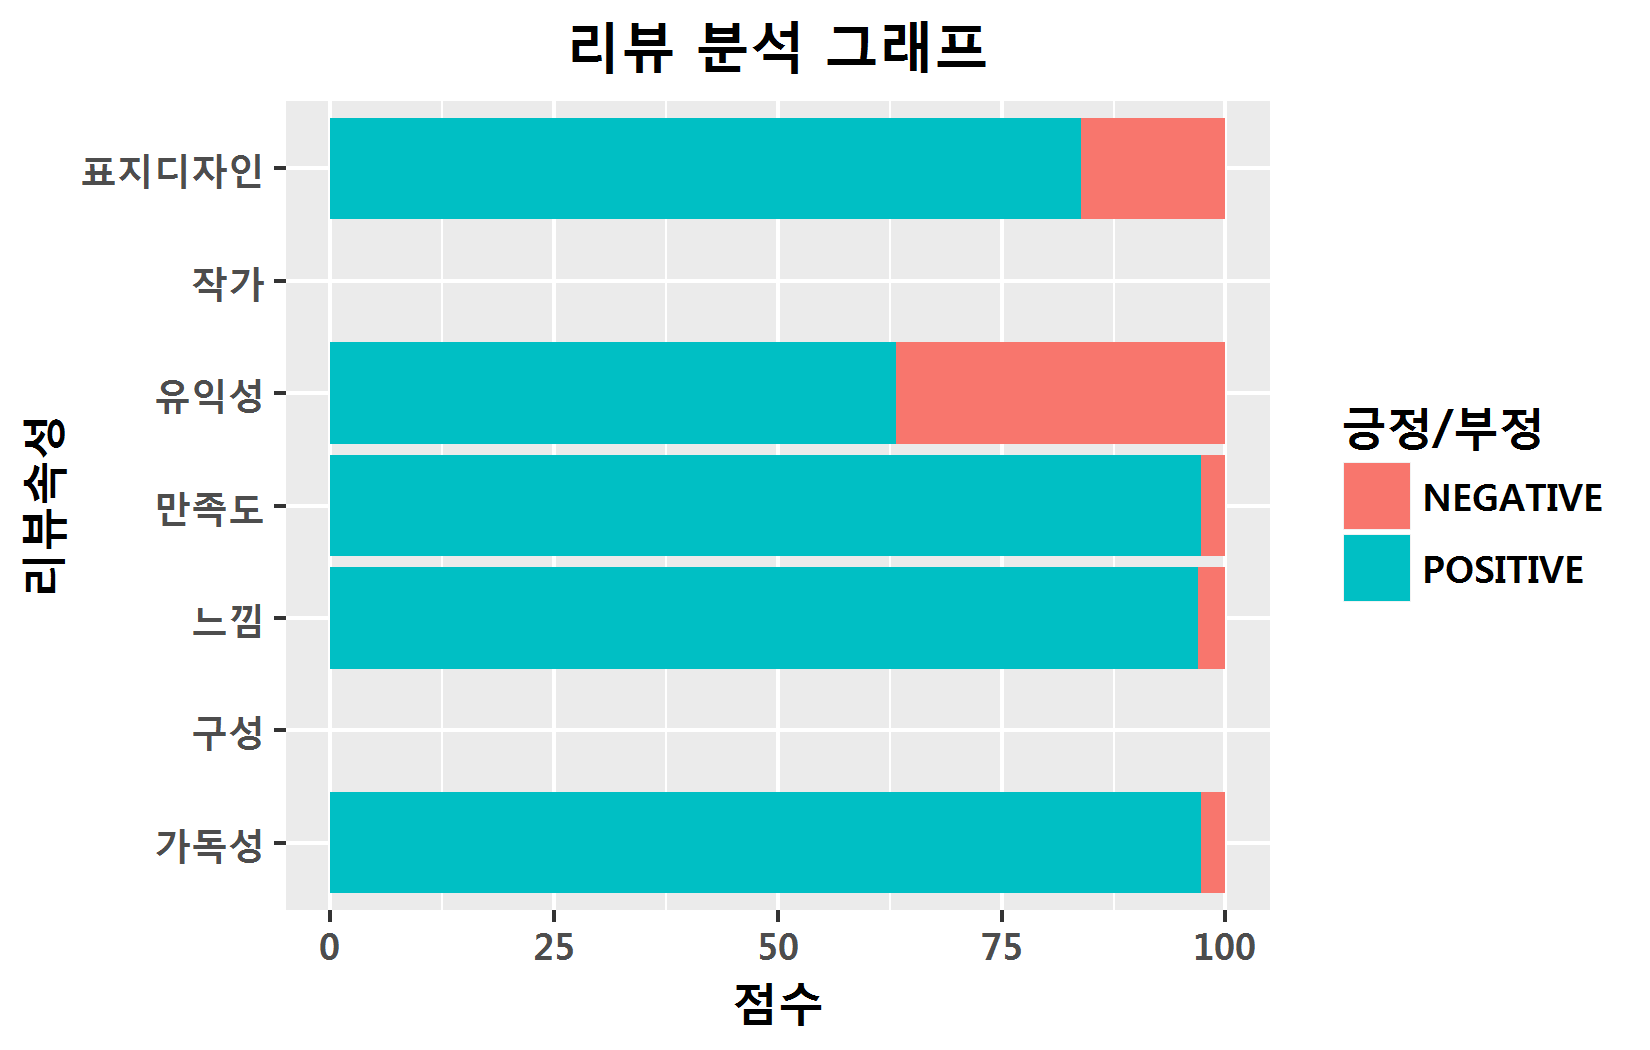 리뷰 분석 그래프
리뷰속성
표지디자인
작가
유익성
만족도
느낌
구성
가독성
0 25 50 75 100
점수
긍정/부정
NEGATIVE
POSITIVE